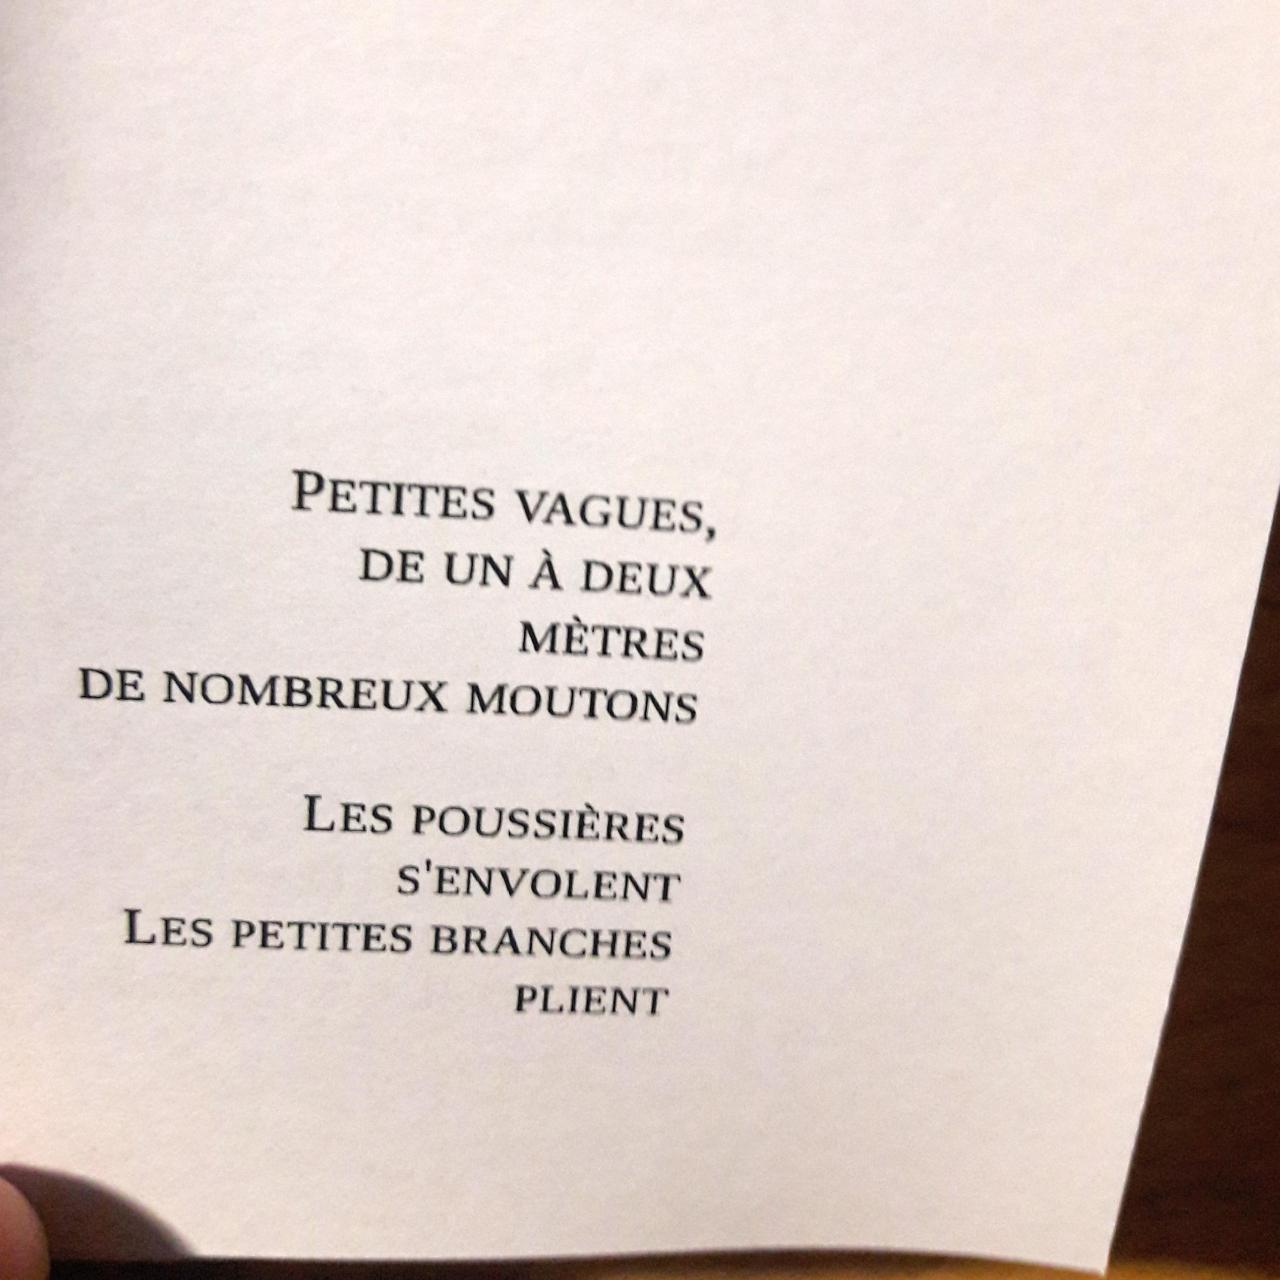 Petites vagues,
de un à deux
mètres
de nombreux moutons
Les poussières
s'envolent
Les petites branches
plient